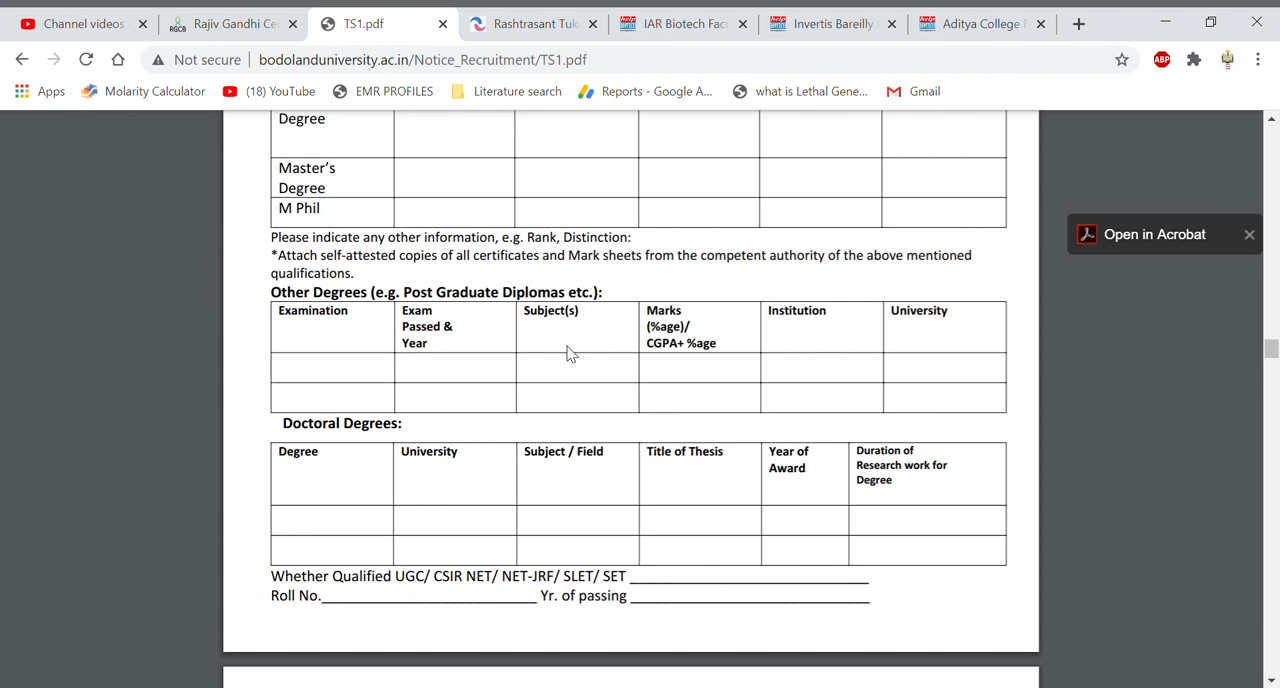 Channel videos
Rajiv Gandhi Ce
TS1.pdf
Rashtrasant Tuk
IAR Biotech Facu
Invertis Bareilly
Aditya College B
Not secure | bodolanduniversity.ac.in/Notice_Recruitment/TS1.pdf
ABP
Apps
Molarity Calculator
(18) YouTube
EMR PROFILES
Literature search
Reports - Google A...
what is Lethal Gene...
Gmail
Degree
Master's
Degree
M Phil
Please indicate any other information, e.g. Rank, Distinction:
*Attach self-attested copies of all certificates and Mark sheets from the competent authority of the above mentioned
qualifications.
Other Degrees (e.g. Post Graduate Diplomas etc.):
Examination
Exam
Passed &
Year
Subject(s)
Marks
(%age)/
CGPA+ %age
Institution
University
Doctoral Degrees:
Degree
University
Subject / Field
Title of Thesis
Year of
Award
Duration of
Research work for
Degree
Whether Qualified UGC/ CSIR NET/ NET-JRF/ SLET/ SET
Roll No. Yr. of passing
Open in Acrobat